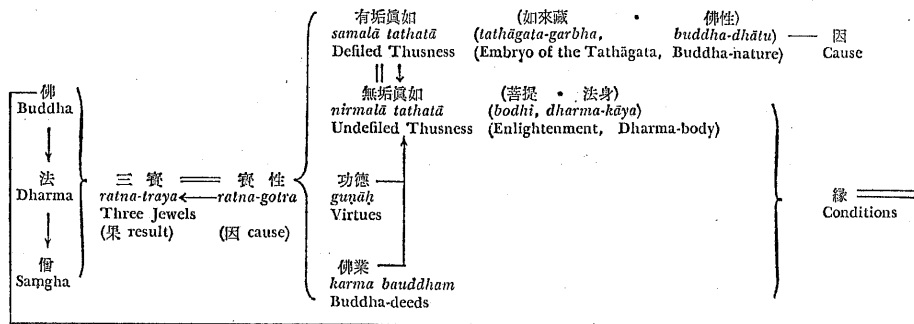 有垢眞如 (如來藏 · 佛性)
samalā tathatā (tathāgata-garbha, buddha-dhātu) 因
Defiled Thusness (Embryo of the Tathāgata, Buddha-nature) Cause
佛
Buddha
無垢眞如 (菩提 • 法身)
nirmalā tathatā (bodhi, dharma-kāya)
Undefiled Thusness (Enlightenment, Dharma-body)
法
Dharma
三寳 寳性
ratna-traya ratna-gotra
Three Jewels
(果 result) (因 cause)
功德
guṇāḥ
Virtues
緣
Conditions
僧
Saṃgha
佛業
karma bauddham
Buddha-deeds